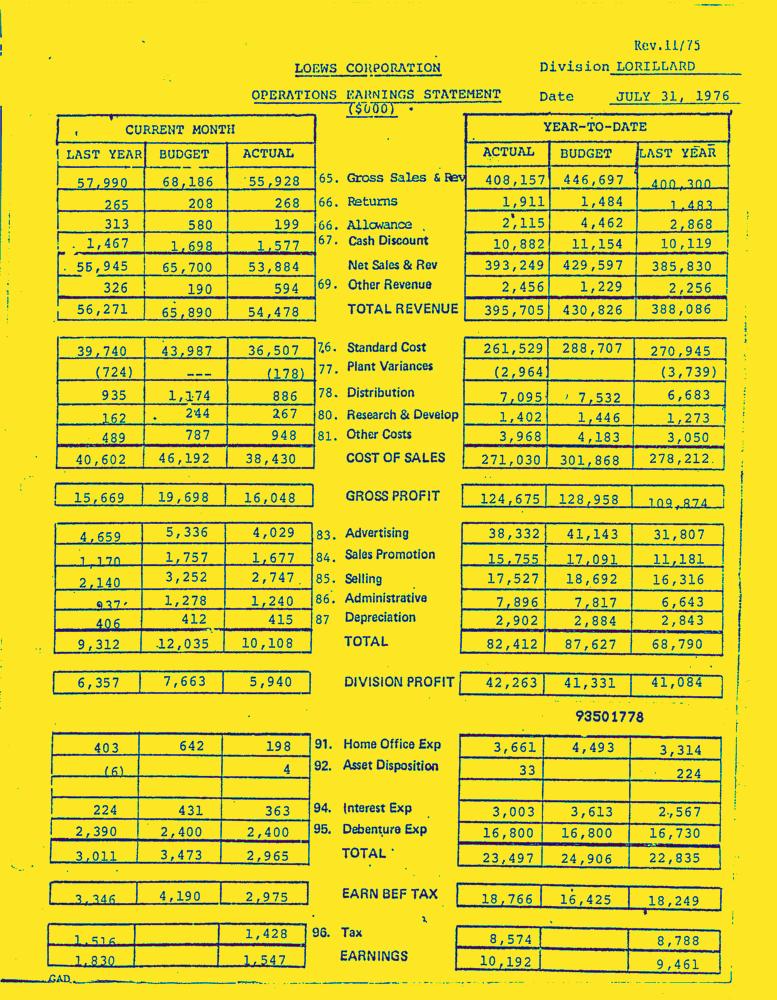 Rev.11/75
LOEWS CORPORATION Division LORILLARD
OPERATIONS EARNINGS STATEMENT Date JULY 31, 1976
($000)
CURRENT MONTH YEAR-TO-DATE
LAST YEAR BUDGET ACTUAL ACTUAL BUDGET LAST YEAR
57,990 68,186 55,928 65. Gross Sales & Rev 408,157 446,697 400,300
265 208 268 66. Returns 1,911 1,484 1,483
313 580 199 66. Allowance 2,115 4,462 2,868
1,467 1,698 1,577 67. Cash Discount 10,882 11,154 10,119
55,945 65,700 53,884 Net Sales & Rev 393,249 429,597 385,830
326 190 594 69. Other Revenue 2,456 1,229 2,256
56,271 65,890 54,478 TOTAL REVENUE 395,705 430,826 388,086
39,740 43,987 36,507 76. Standard Cost 261,529 288,707 270,945
(724) --- (178) 77. Plant Variances (2,964) (3,739)
935 1,174 886 78. Distribution 7,095 7,532 6,683
162 244 267 80. Research & Develop 1,402 1,446 1,273
489 787 948 81. Other Costs 3,968 4,183 3,050
40,602 46,192 38,430 COST OF SALES 271,030 301,868 278,212
15,669 19,698 16,048 GROSS PROFIT 124,675 128,958 109,874
4,659 5,336 4,029 83. Advertising 38,332 41,143 31,807
1,170 1,757 1,677 84. Sales Promotion 15,755 17,091 11,181
2,140 3,252 2,747 85. Selling 17,527 18,692 16,316
937 1,278 1,240 86. Administrative 7,896 7,817 6,643
406 412 415 87 Depreciation 2,902 2,884 2,843
9,312 12,035 10,108 TOTAL 82,412 87,627 68,790
6,357 7,663 5,940 DIVISION PROFIT 42,263 41,331 41,084
93501778
403 642 198 91. Home Office Exp 3,661 4,493 3,314
(6) 4 92. Asset Disposition 33 224
224 431 363 94. Interest Exp 3,003 3,613 2,567
2,390 2,400 2,400 95. Debenture Exp 16,800 16,800 16,730
3,011 3,473 2,965 TOTAL 23,497 24,906 22,835
3,346 4,190 2,975 EARN BEF TAX 18,766 16,425 18,249
1,516 1,428 96. Tax 8,574 8,788
1,830 1,547 EARNINGS 10,192 9,461
GAD